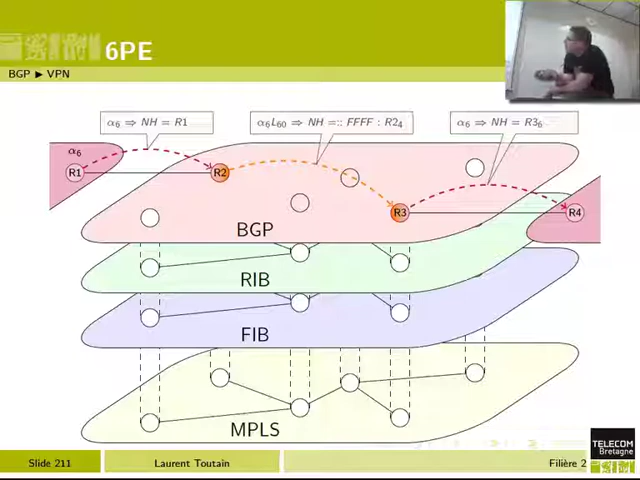 6PE
BGP ▶ VPN
α₆ ⇒ NH = R1
α₆L₆₀ ⇒ NH =:: FFFF : R2₄
α₆ ⇒ NH = R3₆
α₆
R1
R2
R3
R4
BGP
RIB
FIB
MPLS
TELECOM
Bretagne
Slide 211
Laurent Toutain
Filière 2